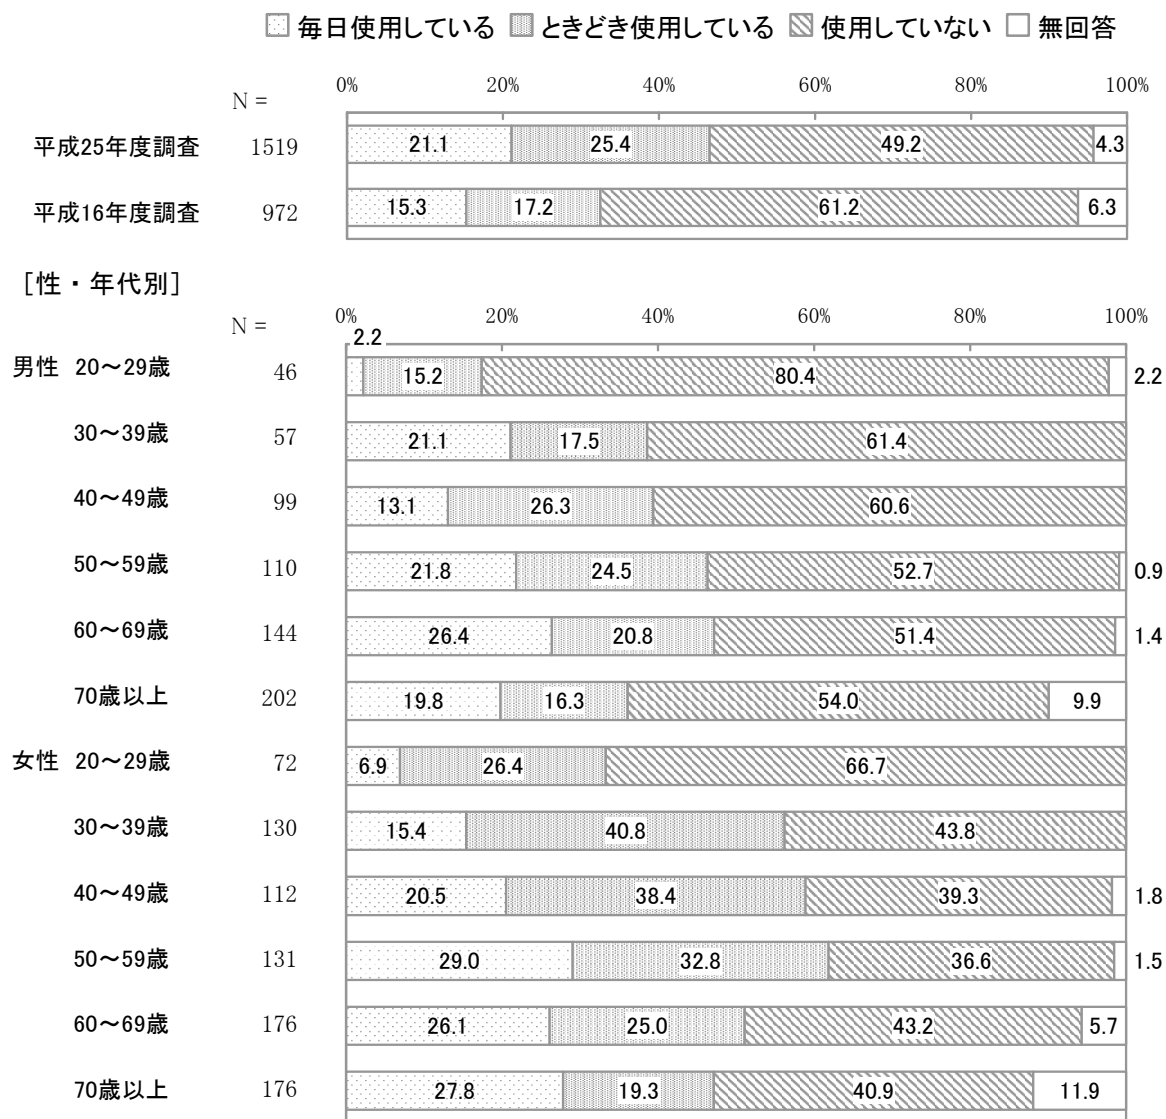 毎日使用している ときどき使用している 使用していない 無回答
0% 20% 40% 60% 80% 100%
N =
平成25年度調査 1519 21.1 25.4 49.2 4.3
平成16年度調査 972 15.3 17.2 61.2 6.3
[性・年代別]
0% 20% 40% 60% 80% 100%
N =
男性 20～29歳 46 2.2 15.2 80.4 2.2
30～39歳 57 21.1 17.5 61.4
40～49歳 99 13.1 26.3 60.6
50～59歳 110 21.8 24.5 52.7 0.9
60～69歳 144 26.4 20.8 51.4 1.4
70歳以上 202 19.8 16.3 54.0 9.9
女性 20～29歳 72 6.9 26.4 66.7
30～39歳 130 15.4 40.8 43.8
40～49歳 112 20.5 38.4 39.3 1.8
50～59歳 131 29.0 32.8 36.6 1.5
60～69歳 176 26.1 25.0 43.2 5.7
70歳以上 176 27.8 19.3 40.9 11.9